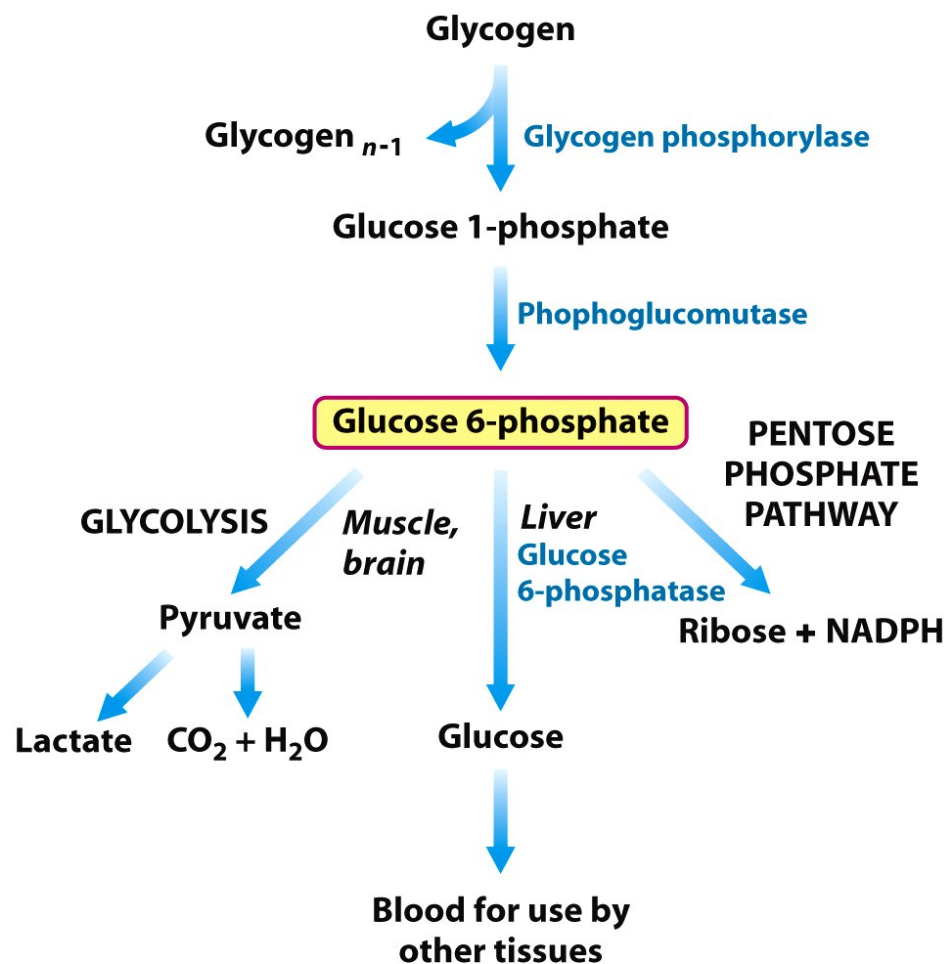 Glycogen
Glycogen n-1
Glycogen phosphorylase
Glucose 1-phosphate
Phophoglucomutase
Glucose 6-phosphate
PENTOSE
PHOSPHATE
PATHWAY
GLYCOLYSIS
Muscle,
brain
Liver
Glucose
6-phosphatase
Pyruvate
Ribose + NADPH
Lactate
CO₂ + H₂O
Glucose
Blood for use by
other tissues